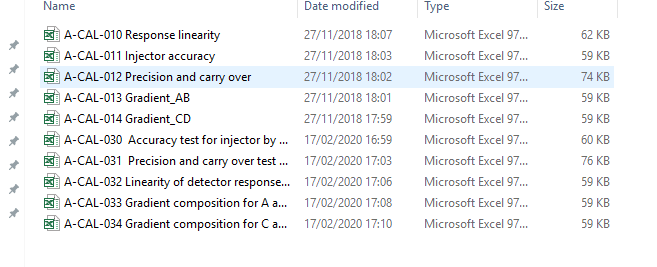 Name Date modified Type Size
A-CAL-010 Response linearity 27/11/2018 18:07 Microsoft Excel 97... 62 KB
A-CAL-011 Injector accuracy 27/11/2018 18:03 Microsoft Excel 97... 59 KB
A-CAL-012 Precision and carry over 27/11/2018 18:02 Microsoft Excel 97... 74 KB
A-CAL-013 Gradient_AB 27/11/2018 18:01 Microsoft Excel 97... 59 KB
A-CAL-014 Gradient_CD 27/11/2018 17:59 Microsoft Excel 97... 59 KB
A-CAL-030  Accuracy test for injector by ... 17/02/2020 16:59 Microsoft Excel 97... 60 KB
A-CAL-031  Precision and carry over test ... 17/02/2020 17:03 Microsoft Excel 97... 76 KB
A-CAL-032 Linearity of detector response... 17/02/2020 17:06 Microsoft Excel 97... 59 KB
A-CAL-033 Gradient composition for A a... 17/02/2020 17:08 Microsoft Excel 97... 59 KB
A-CAL-034 Gradient composition for C a... 17/02/2020 17:10 Microsoft Excel 97... 59 KB